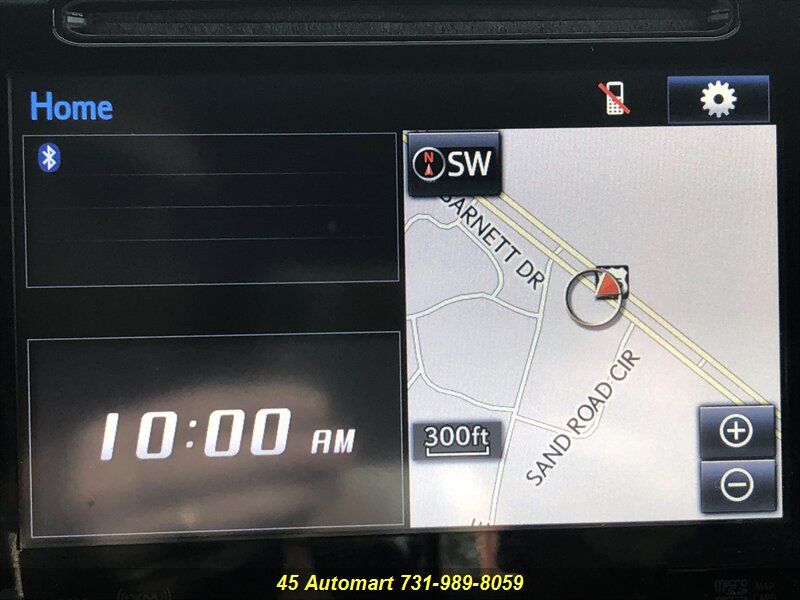 Home
N SW
BARNETT DR
SAND ROAD CIR
300ft
10:00 AM
45 Automart 731-989-8059